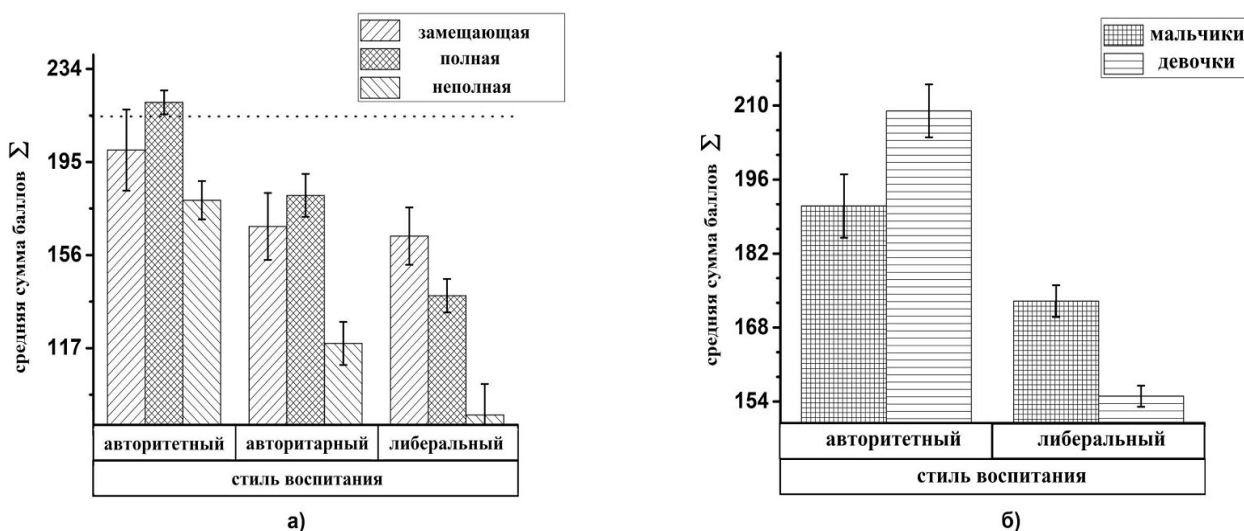 замещающая
полная
неполная
234
195
156
117
средняя сумма баллов Σ
авторитетный авторитарный либеральный
стиль воспитания
а)
мальчики
девочки
210
196
182
168
154
средняя сумма баллов Σ
авторитетный либеральный
стиль воспитания
б)